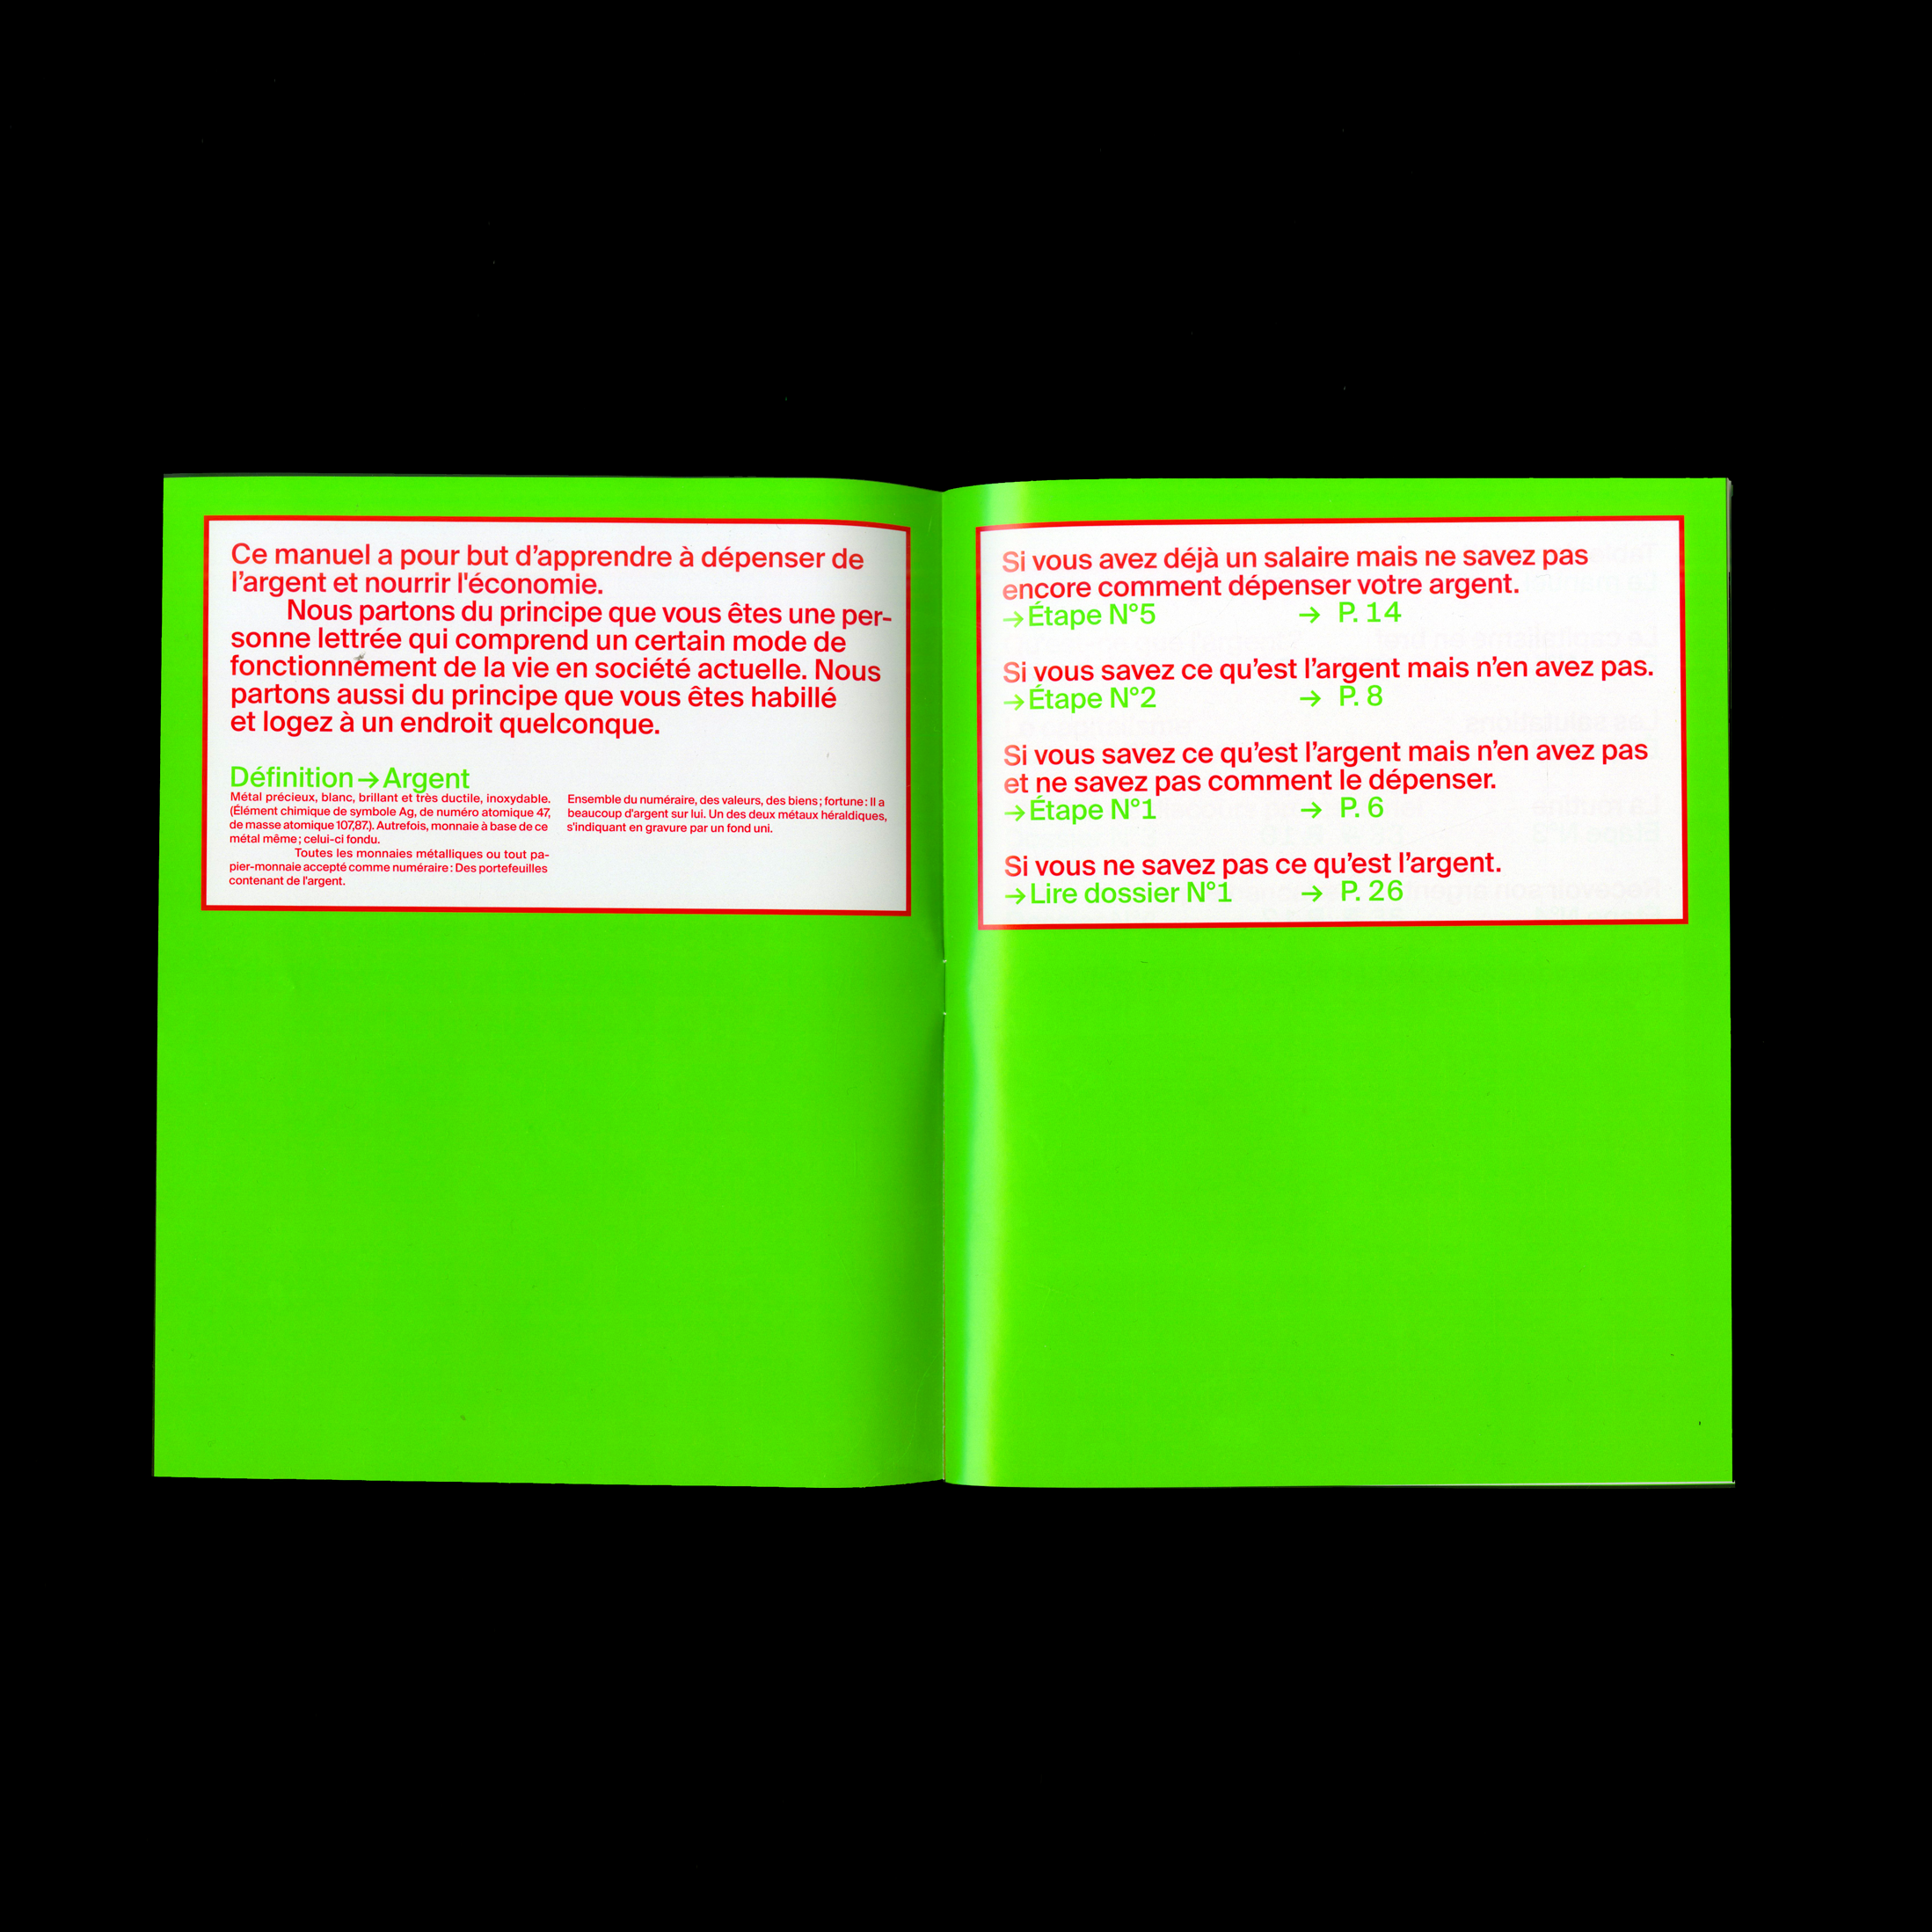 Ce manuel a pour but d’apprendre à dépenser de
l’argent et nourrir l'économie.
Nous partons du principe que vous êtes une per-
sonne lettrée qui comprend un certain mode de
fonctionnement de la vie en société actuelle. Nous
partons aussi du principe que vous êtes habillé
et logez à un endroit quelconque.
Définition→Argent
Métal précieux, blanc, brillant et très ductile, inoxydable.
(Élément chimique de symbole Ag, de numéro atomique 47,
de masse atomique 107,87.). Autrefois, monnaie à base de ce
métal même; celui-ci fondu.
Toutes les monnaies métalliques ou tout pa-
pier-monnaie accepté comme numéraire: Des portefeuilles
contenant de l'argent.
Ensemble du numéraire, des valeurs, des biens; fortune: Il a
beaucoup d'argent sur lui. Un des deux métaux héraldiques,
s'indiquant en gravure par un fond uni.
Si vous avez déjà un salaire mais ne savez pas
encore comment dépenser votre argent.
→Étape N°5 → P. 14
Si vous savez ce qu’est l’argent mais n’en avez pas.
→Étape N°2 → P. 8
Si vous savez ce qu’est l’argent mais n’en avez pas
et ne savez pas comment le dépenser.
→Étape N°1 → P. 6
Si vous ne savez pas ce qu’est l’argent.
→Lire dossier N°1 → P. 26